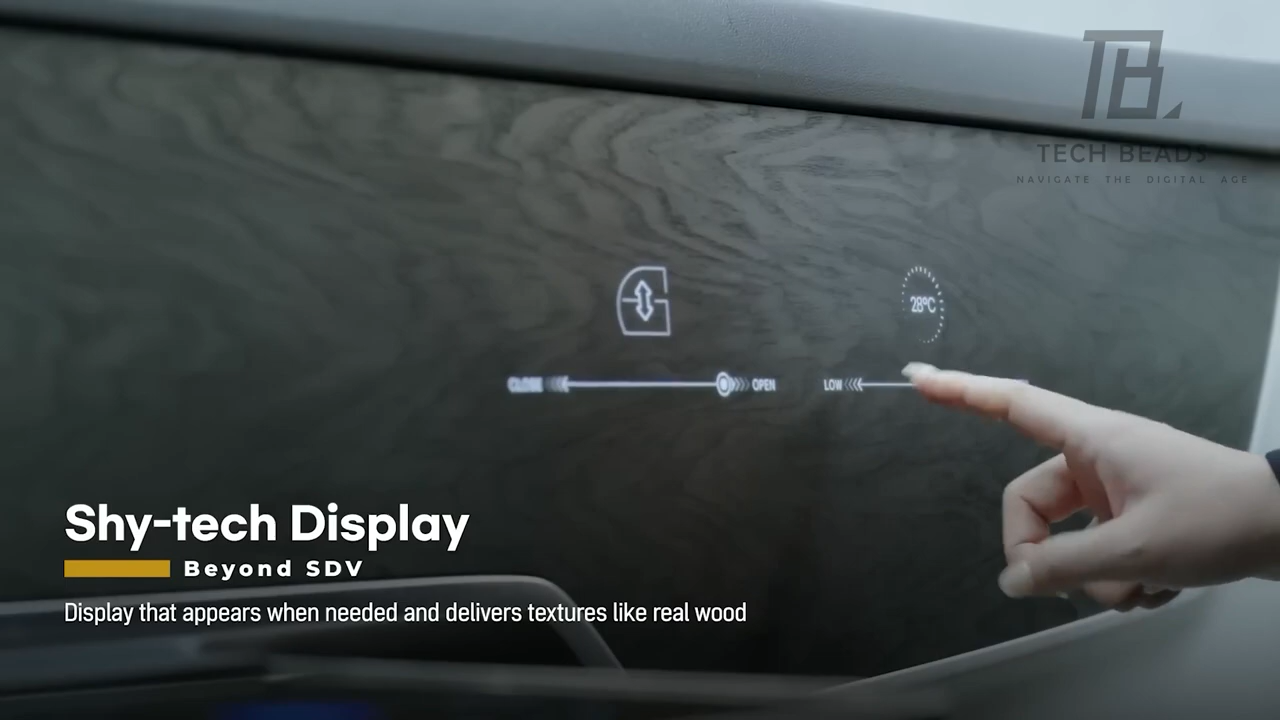 TB.
TECH BEADS
NAVIGATE THE DIGITAL AGE
28°C
CLOSE
OPEN
LOW
Shy-tech Display
Beyond SDV
Display that appears when needed and delivers textures like real wood